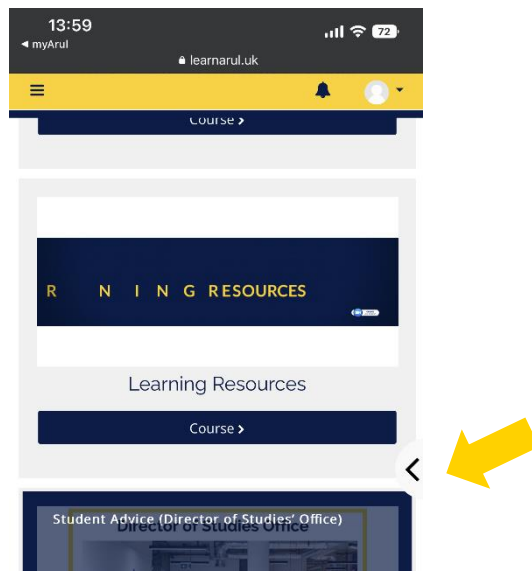 13:59
72
myArul
learnarul.uk
Course
R N I N G RESOURCES
Learning Resources
Course
Student Advice (Director of Studies' Office)
Director of Studies Office